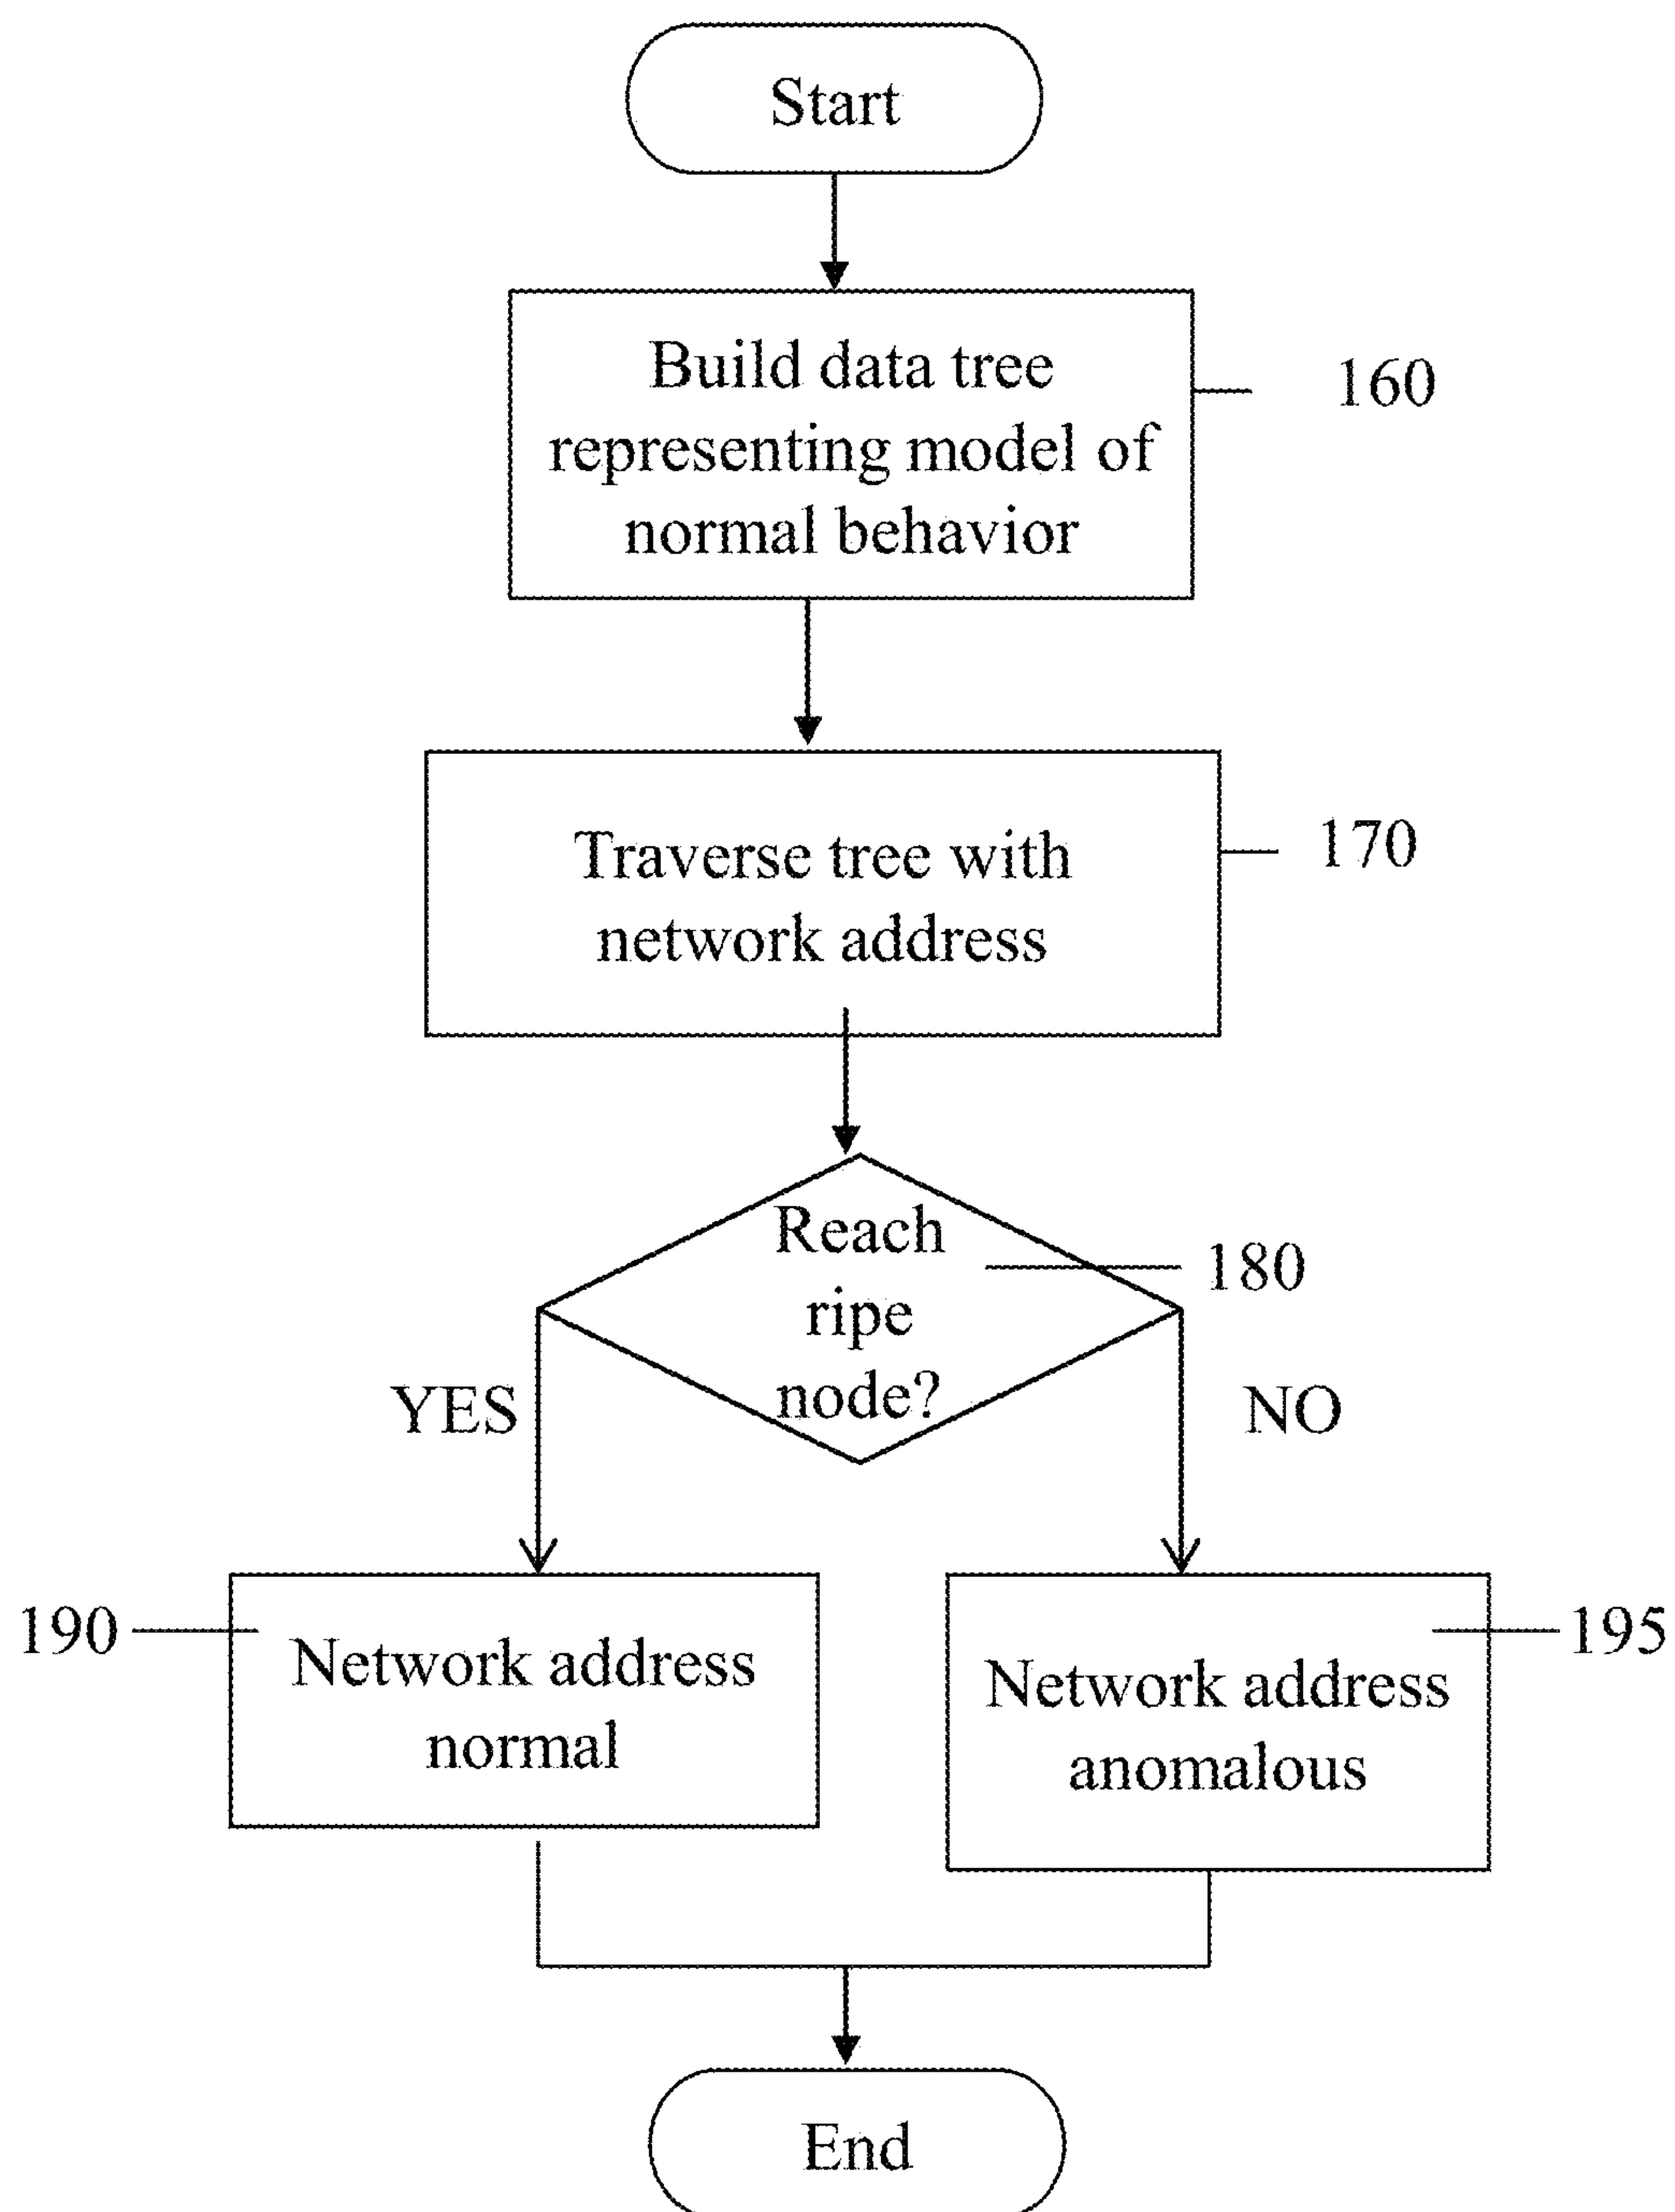 Start
Build data tree
representing model of
normal behavior
160
Traverse tree with
network address
170
Reach
ripe
node?
180
YES
NO
190
Network address
normal
Network address
anomalous
195
End